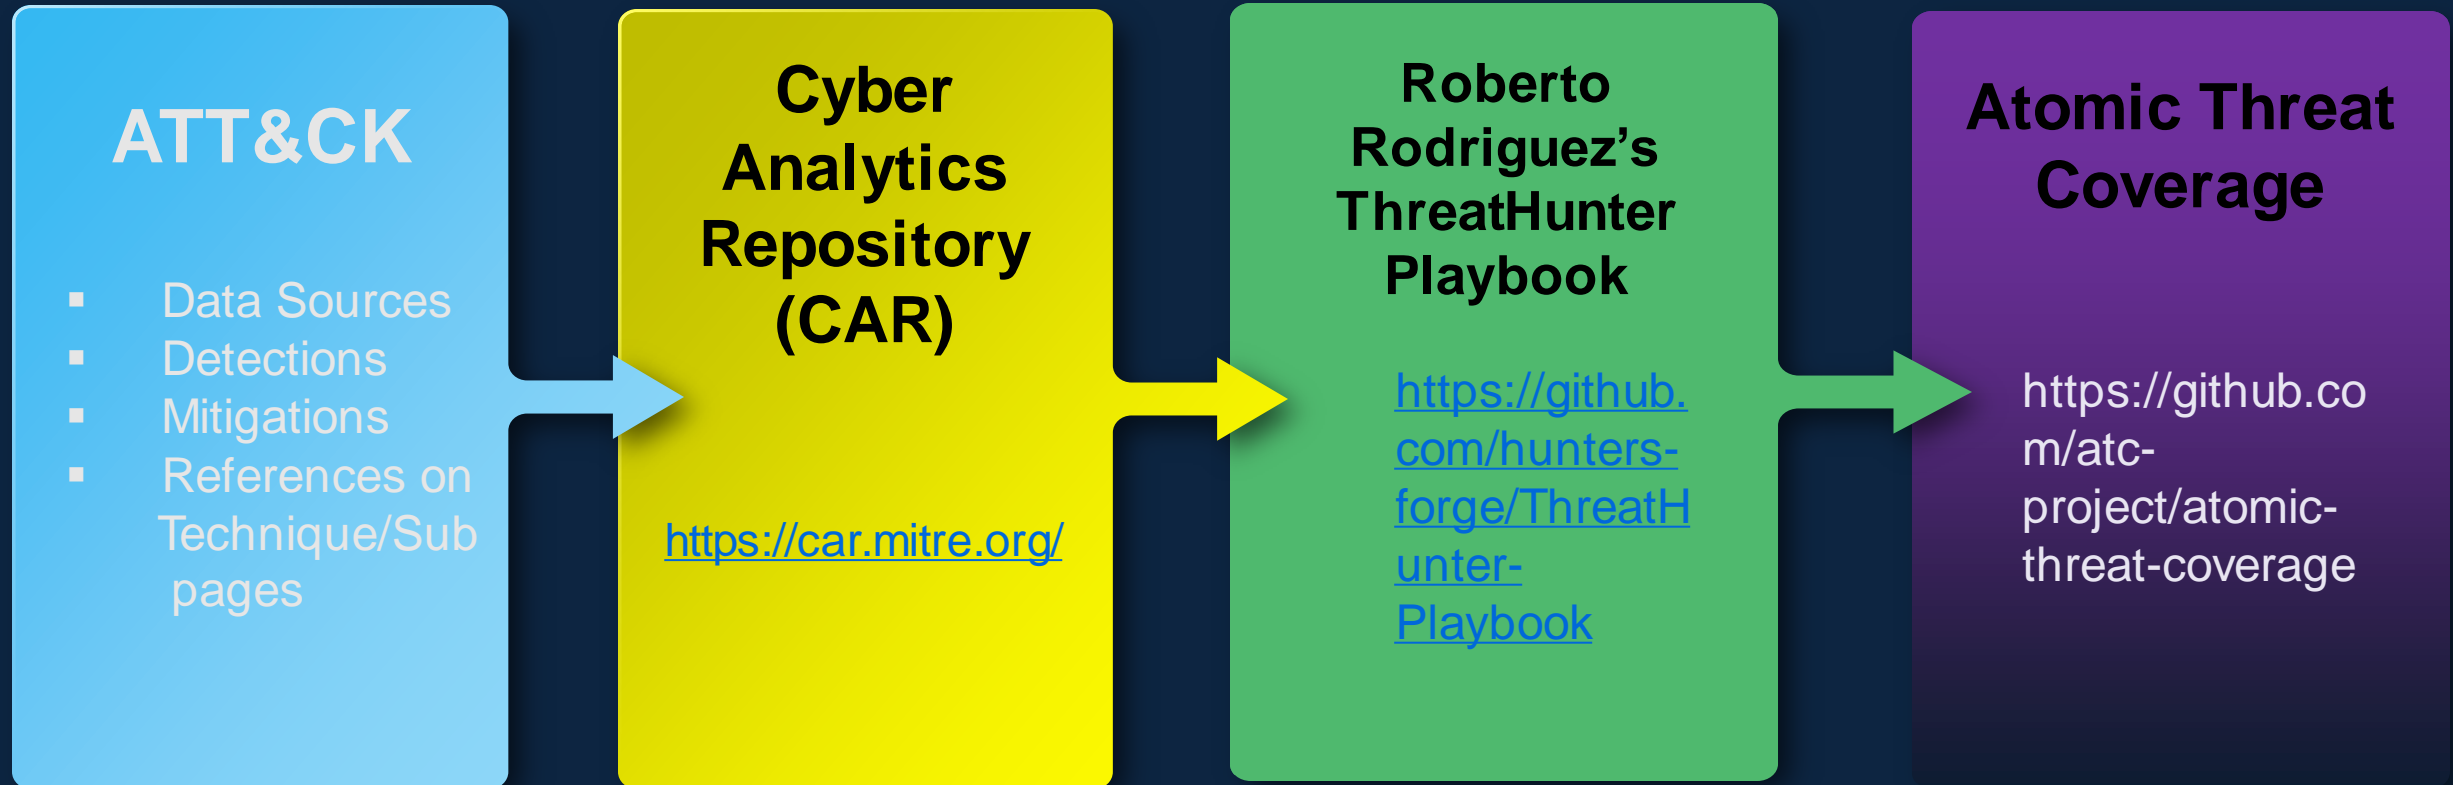 ATT&CK
▪ Data Sources
▪ Detections
▪ Mitigations
▪ References on
Technique/Sub
pages
Cyber
Analytics
Repository
(CAR)
https://car.mitre.org/
Roberto
Rodriguez’s
ThreatHunter
Playbook
https://github.
com/hunters-
forge/ThreatH
unter-
Playbook
Atomic Threat
Coverage
https://github.co
m/atc-
project/atomic-
threat-coverage